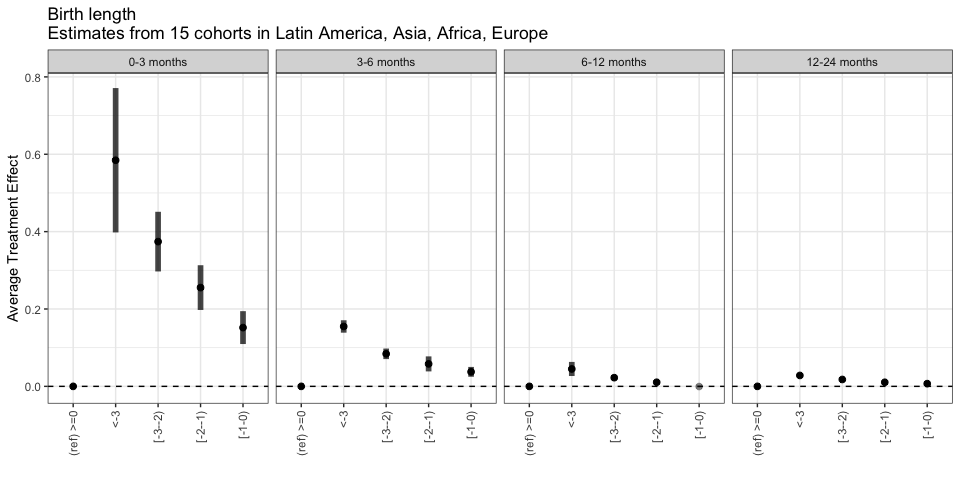 Birth length
Estimates from 15 cohorts in Latin America, Asia, Africa, Europe
0-3 months
3-6 months
6-12 months
12-24 months
Average Treatment Effect
0.8
0.6
0.4
0.2
0.0
(ref) >=0
<-3
[-3--2)
[-2--1)
[-1-0)
(ref) >=0
<-3
[-3--2)
[-2--1)
[-1-0)
(ref) >=0
<-3
[-3--2)
[-2--1)
[-1-0)
(ref) >=0
<-3
[-3--2)
[-2--1)
[-1-0)